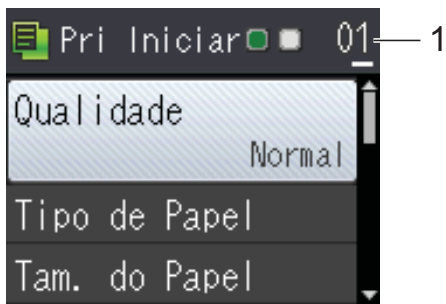 Pri Iniciar 01 1
Qualidade
Normal
Tipo de Papel
Tam. do Papel